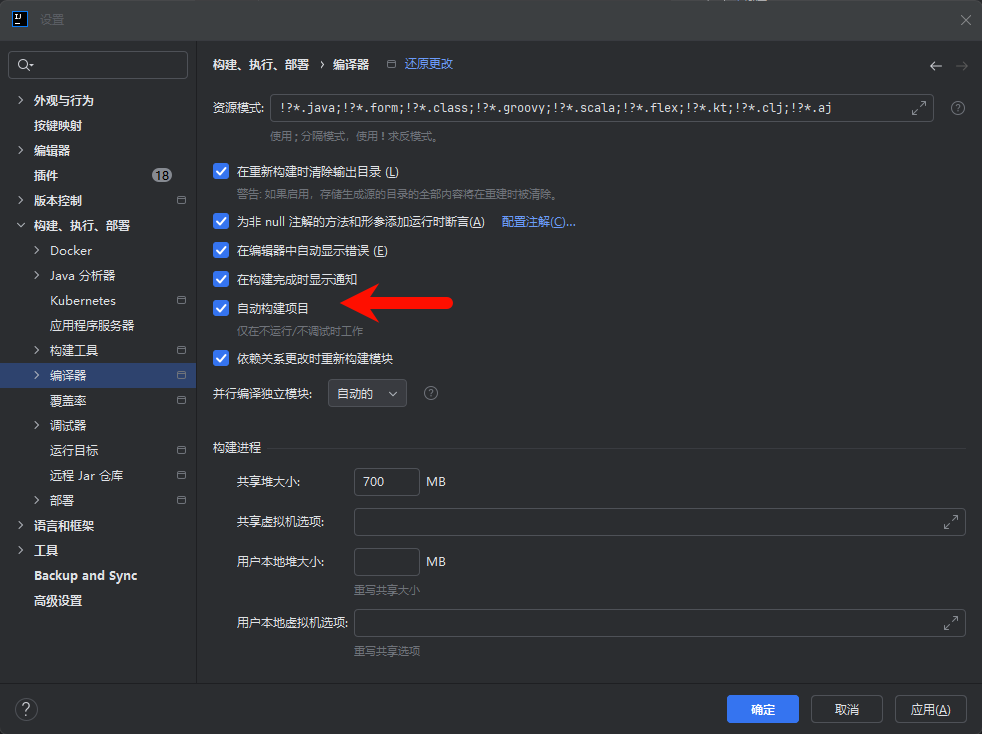 设置
构建、执行、部署 › 编译器 还原更改
外观与行为
按键映射
编辑器
插件 18
版本控制
构建、执行、部署
Docker
Java 分析器
Kubernetes
应用程序服务器
构建工具
编译器
覆盖率
调试器
运行目标
远程 Jar 仓库
部署
语言和框架
工具
Backup and Sync
高级设置
资源模式: !?*.java;!?*.form;!?*.class;!?*.groovy;!?*.scala;!?*.flex;!?*.kt;!?*.clj;!?*.aj
使用 ; 分隔模式，使用 ! 求反模式。
在重新构建时清除输出目录 (L)
警告: 如果启用，存储生成源的目录的全部内容将在重建时被清除。
为非 null 注解的方法和形参添加运行时断言(A) 配置注解(C)...
在编辑器中自动显示错误 (E)
在构建完成时显示通知
自动构建项目
仅在不运行/不调试时工作
依赖关系更改时重新构建模块
并行编译独立模块: 自动的
构建进程
共享堆大小: 700 MB
共享虚拟机选项:
用户本地堆大小: MB
重写共享大小
用户本地虚拟机选项:
重写共享选项
? 确定 取消 应用(A)